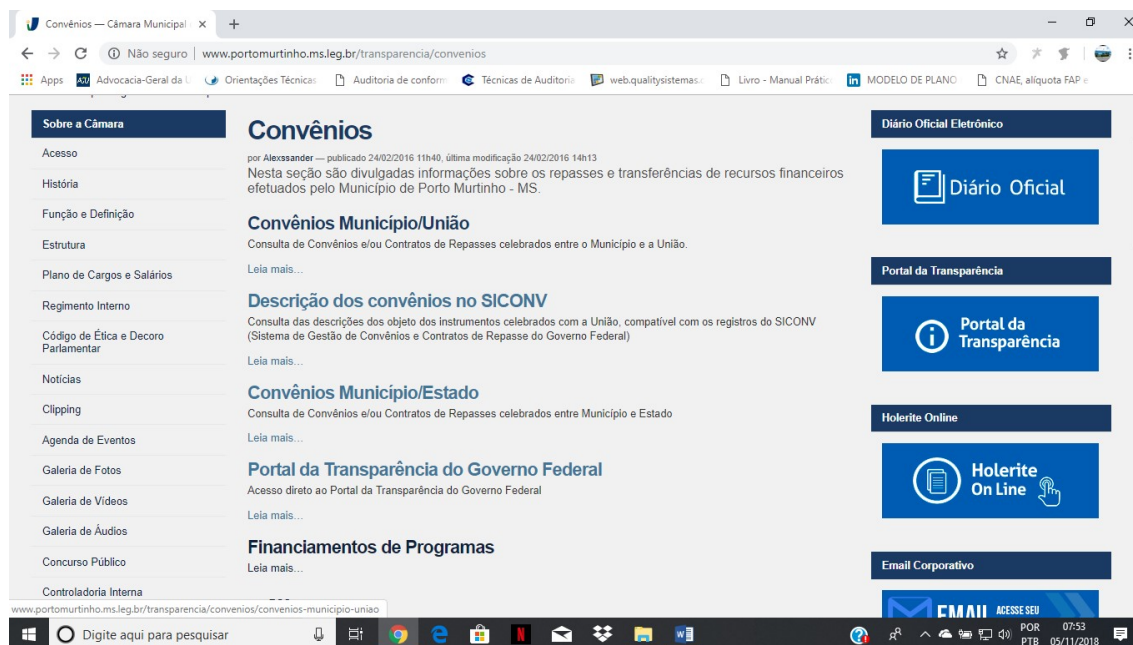 Convênios — Câmara Municipal
Não seguro | www.portomurtinho.ms.leg.br/transparencia/convenios
Apps
Advocacia-Geral da U
Orientações Técnicas
Auditoria de conform
Técnicas de Auditoria
web.qualitysistemas.c
Livro - Manual Prátic
MODELO DE PLANO
CNAE, alíquota FAP e
Sobre a Câmara
Acesso
História
Função e Definição
Estrutura
Plano de Cargos e Salários
Regimento Interno
Código de Ética e Decoro
Parlamentar
Notícias
Clipping
Agenda de Eventos
Galeria de Fotos
Galeria de Vídeos
Galeria de Áudios
Concurso Público
Controladoria Interna
Convênios
por Alexssander — publicado 24/02/2016 11h40, última modificação 24/02/2016 14h13
Nesta seção são divulgadas informações sobre os repasses e transferências de recursos financeiros
efetuados pelo Município de Porto Murtinho - MS.
Convênios Município/União
Consulta de Convênios e/ou Contratos de Repasses celebrados entre o Município e a União.
Leia mais...
Descrição dos convênios no SICONV
Consulta das descrições dos objeto dos instrumentos celebrados com a União, compatível com os registros do SICONV
(Sistema de Gestão de Convênios e Contratos de Repasse do Governo Federal)
Leia mais...
Convênios Município/Estado
Consulta de Convênios e/ou Contratos de Repasses celebrados entre Município e Estado
Leia mais...
Portal da Transparência do Governo Federal
Acesso direto ao Portal da Transparência do Governo Federal
Leia mais...
Financiamentos de Programas
Leia mais...
Diário Oficial Eletrônico
Diário Oficial
Portal da Transparência
Portal da
Transparência
Holerite Online
Holerite
On Line
Email Corporativo
EMAIL ACESSE SEU
www.portomurtinho.ms.leg.br/transparencia/convenios/convenios-municipio-uniao
Digite aqui para pesquisar
POR
PTB
07:53
05/11/2018